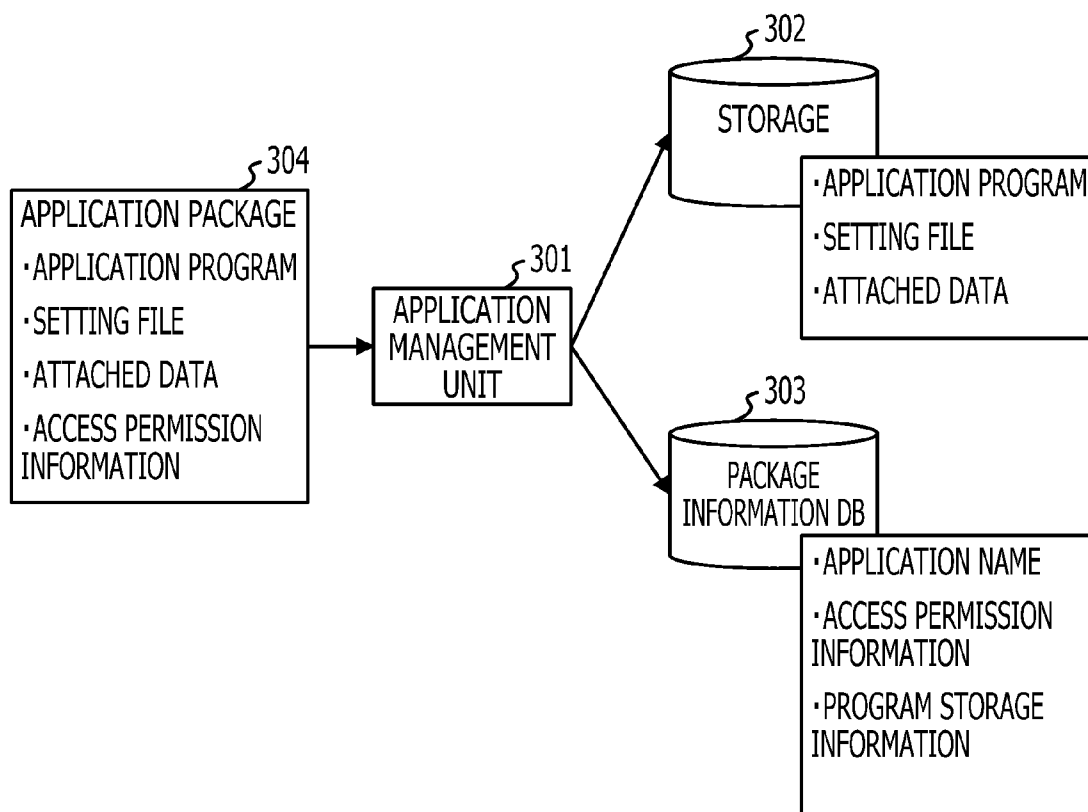 304
APPLICATION PACKAGE
·APPLICATION PROGRAM
·SETTING FILE
·ATTACHED DATA
·ACCESS PERMISSION
INFORMATION
301
APPLICATION
MANAGEMENT
UNIT
302
STORAGE
·APPLICATION PROGRAM
·SETTING FILE
·ATTACHED DATA
303
PACKAGE
INFORMATION DB
·APPLICATION NAME
·ACCESS PERMISSION
INFORMATION
·PROGRAM STORAGE
INFORMATION